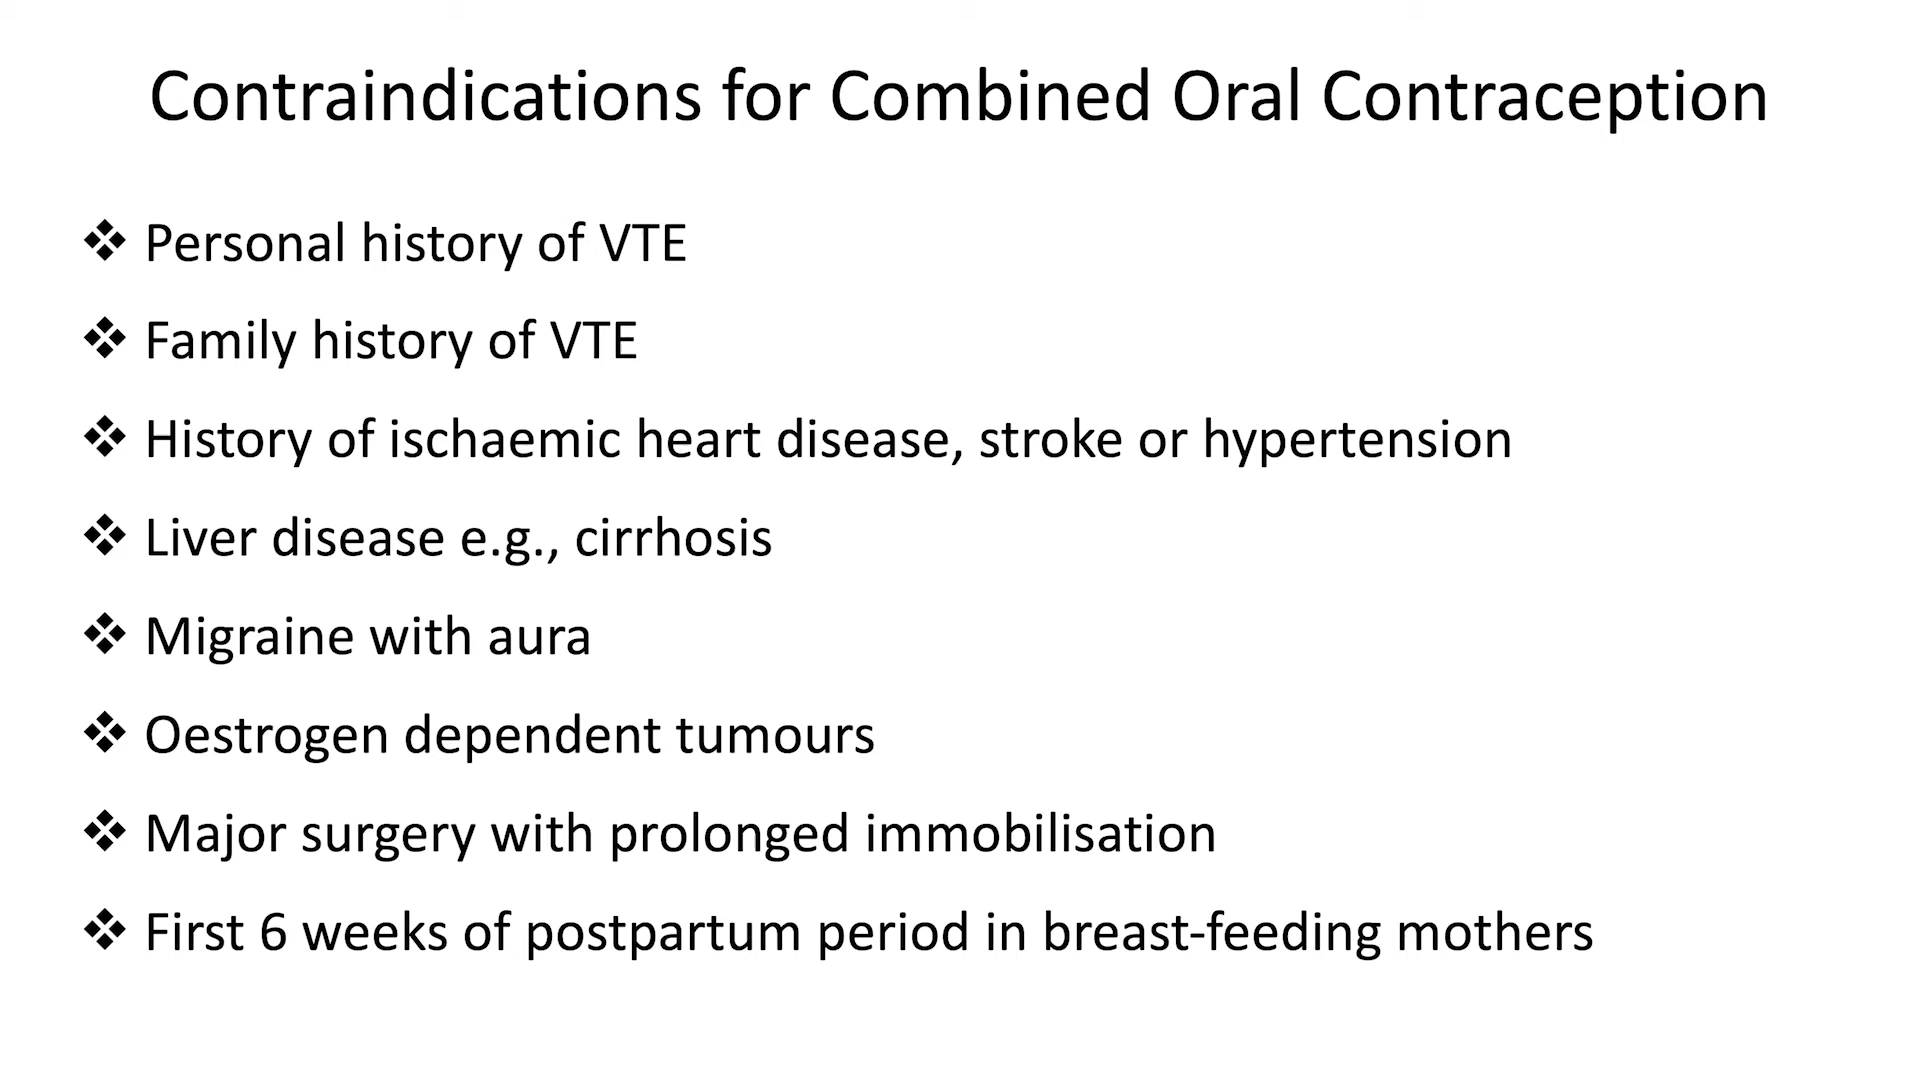 Contraindications for Combined Oral Contraception
❖ Personal history of VTE
❖ Family history of VTE
❖ History of ischaemic heart disease, stroke or hypertension
❖ Liver disease e.g., cirrhosis
❖ Migraine with aura
❖ Oestrogen dependent tumours
❖ Major surgery with prolonged immobilisation
❖ First 6 weeks of postpartum period in breast-feeding mothers